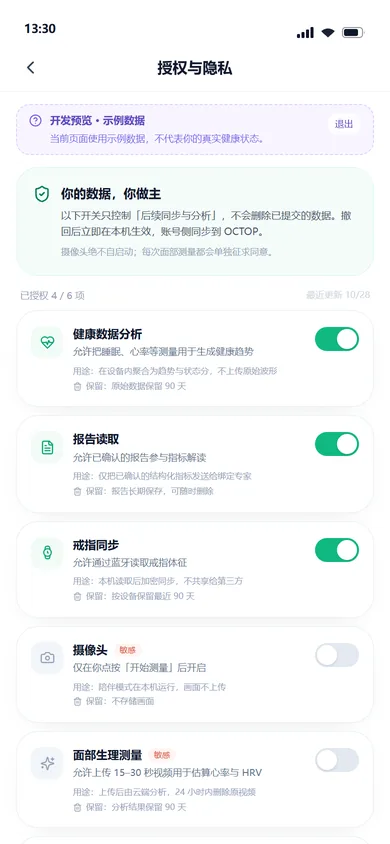 13:30
授权与隐私
开发预览 • 示例数据
当前页面使用示例数据，不代表你的真实健康状态。
退出
你的数据，你做主
以下开关只控制「后续同步与分析」，不会删除已提交的数据。撤
回后立即在本机生效，账号侧同步到 OCTOP。
摄像头绝不自启动；每次面部测量都会单独征求同意。
已授权 4 / 6 项
最近更新 10/28
健康数据分析
允许把睡眠、心率等测量用于生成健康趋势
用途：在设备内聚合为趋势与状态分，不上传原始波形
保留：原始数据保留 90 天
报告读取
允许已确认的报告参与指标解读
用途：仅把已确认的结构化指标发送给绑定专家
保留：报告长期保存，可随时删除
戒指同步
允许通过蓝牙读取戒指体征
用途：本机读取后加密同步，不共享给第三方
保留：按设备保留最近 90 天
摄像头 敏感
仅在你点按「开始测量」后开启
用途：陪伴模式在本机运行，画面不上传
保留：不存储画面
面部生理测量 敏感
允许上传 15–30 秒视频用于估算心率与 HRV
用途：上传后由云端分析，24 小时内删除原视频
保留：分析结果保留 90 天